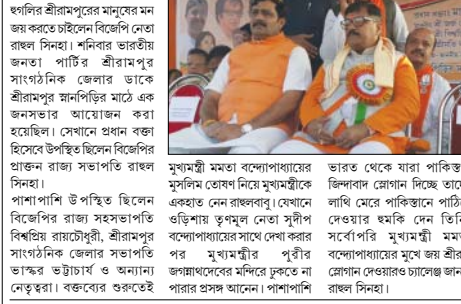 হুগলির শ্রীরামপুরের মানুষের মন
জয় করতে চাইলেন বিজেপি নেতা
রাহুল সিনহা। শনিবার ভারতীয়
জনতা পার্টির শ্রীরামপুর
সাংগঠনিক জেলার ডাকে
শ্রীরামপুর স্নানপিড়ির মাঠে এক
জনসভার আয়োজন করা
হয়েছিল। সেখানে প্রধান বক্তা
হিসেবে উপস্থিত ছিলেন বিজেপির
প্রাক্তন রাজ্য সভাপতি রাহুল
সিনহা।
পাশাপাশি উপস্থিত ছিলেন
বিজেপির রাজ্য সহসভাপতি
বিশ্বপ্রিয় রায়চৌধুরী, শ্রীরামপুর
সাংগঠনিক জেলার সভাপতি
ভাস্কর ভট্টাচার্য ও অন্যান্য
নেতৃত্বরা। বক্তব্যের শুরুতেই
মুখ্যমন্ত্রী মমতা বন্দ্যোপাধ্যায়ের
মুসলিম তোষণ নিয়ে মুখ্যমন্ত্রীকে
একহাত নেন রাহুলবাবু। যেখানে
ওড়িশায় তৃণমূল নেতা সুদীপ
বন্দ্যোপাধ্যায়ের সাথে দেখা করার
পর মুখ্যমন্ত্রীর পুরীর
জগন্নাথদেবের মন্দিরে ঢুকতে না
পারার প্রসঙ্গ আনেন। পাশাপাশি
ভারত থেকে যারা
জিন্দাবাদ স্লোগান দিচ্ছে
লাথি মেরে পাকিস্তানে
দেওয়ার হুমকি দেন
সর্বোপরি মুখ্যমন্ত্রী
বন্দ্যোপাধ্যায়ের মুখে জয়
স্লোগান দেওয়ারও চ্যালেঞ্জ
রাহুল সিনহা।